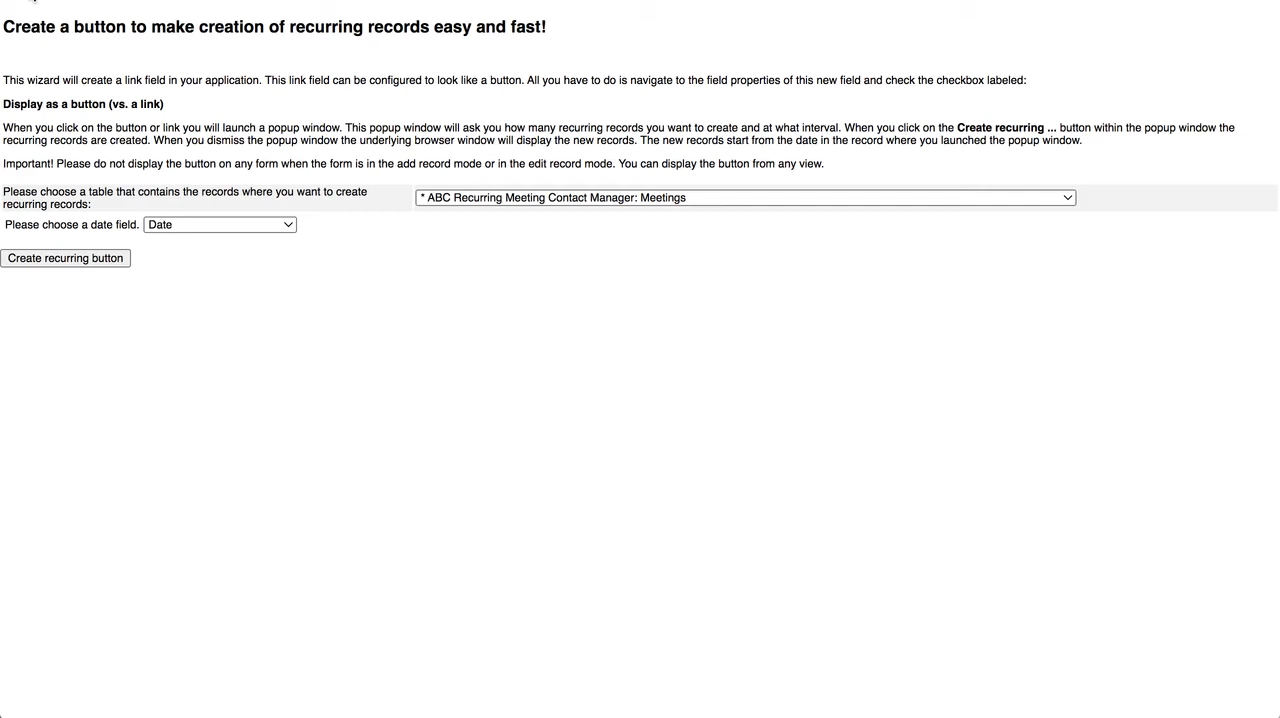 Create a button to make creation of recurring records easy and fast!
This wizard will create a link field in your application. This link field can be configured to look like a button. All you have to do is navigate to the field properties of this new field and check the checkbox labeled:
Display as a button (vs. a link)
When you click on the button or link you will launch a popup window. This popup window will ask you how many recurring records you want to create and at what interval. When you click on the Create recurring ... button within the popup window the
recurring records are created. When you dismiss the popup window the underlying browser window will display the new records. The new records start from the date in the record where you launched the popup window.
Important! Please do not display the button on any form when the form is in the add record mode or in the edit record mode. You can display the button from any view.
Please choose a table that contains the records where you want to create
recurring records:
* ABC Recurring Meeting Contact Manager: Meetings
Please choose a date field. Date
Create recurring button